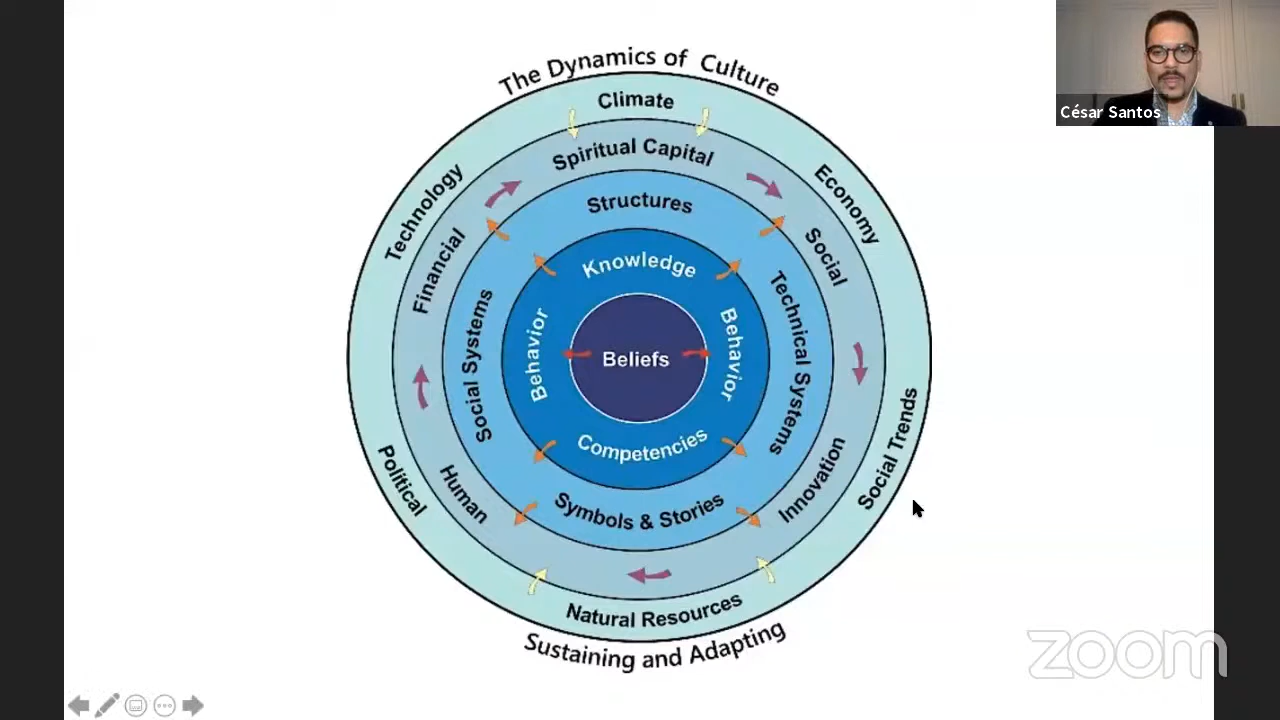 The Dynamics of Culture
Climate
Economy
Social Trends
Natural Resources
Political
Technology
Spiritual Capital
Social
Innovation
Human
Financial
Structures
Technical Systems
Symbols & Stories
Social Systems
Knowledge
Behavior
Competencies
Behavior
Beliefs
Sustaining and Adapting
César Santos
zoom